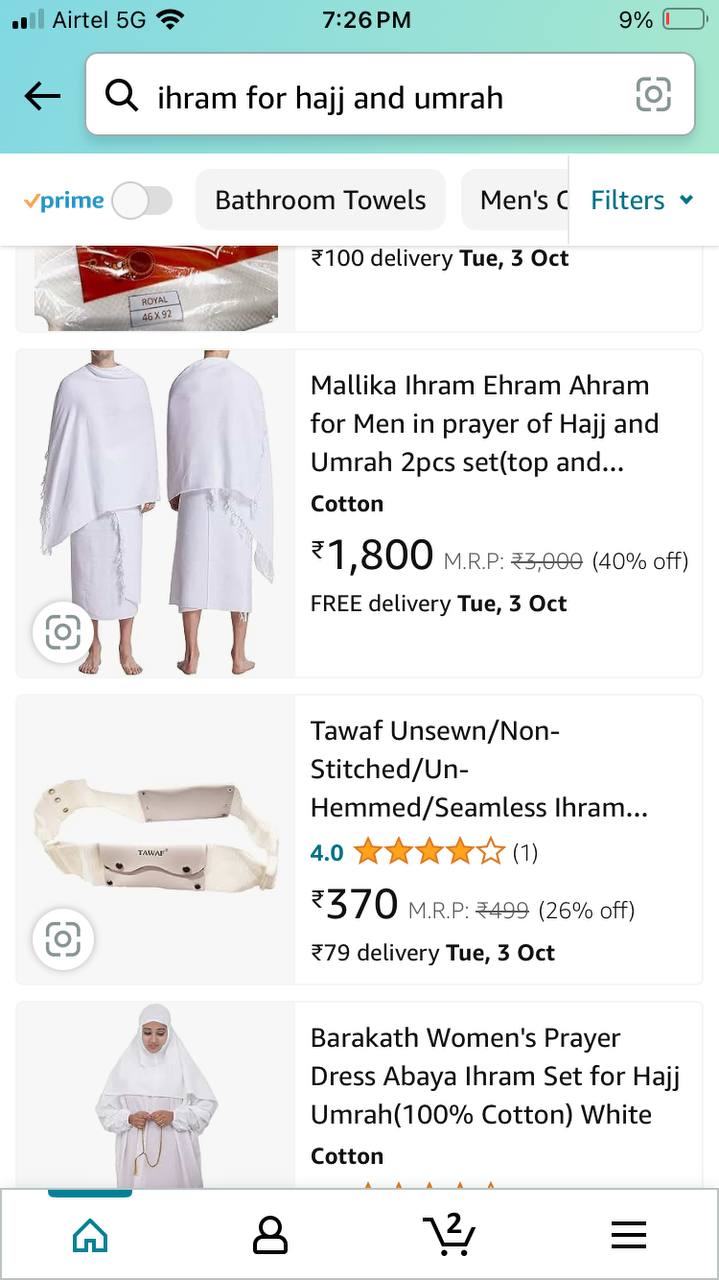 Airtel 5G 7:26 PM 9%
ihram for hajj and umrah
prime Bathroom Towels Men's C Filters
ROYAL
46 X 92
₹100 delivery Tue, 3 Oct
Mallika Ihram Ehram Ahram
for Men in prayer of Hajj and
Umrah 2pcs set(top and...
Cotton
₹1,800 M.R.P: ₹3,000 (40% off)
FREE delivery Tue, 3 Oct
TAWAF
Tawaf Unsewn/Non-
Stitched/Un-
Hemmed/Seamless Ihram...
4.0 (1)
₹370 M.R.P: ₹499 (26% off)
₹79 delivery Tue, 3 Oct
Barakath Women's Prayer
Dress Abaya Ihram Set for Hajj
Umrah(100% Cotton) White
Cotton
2